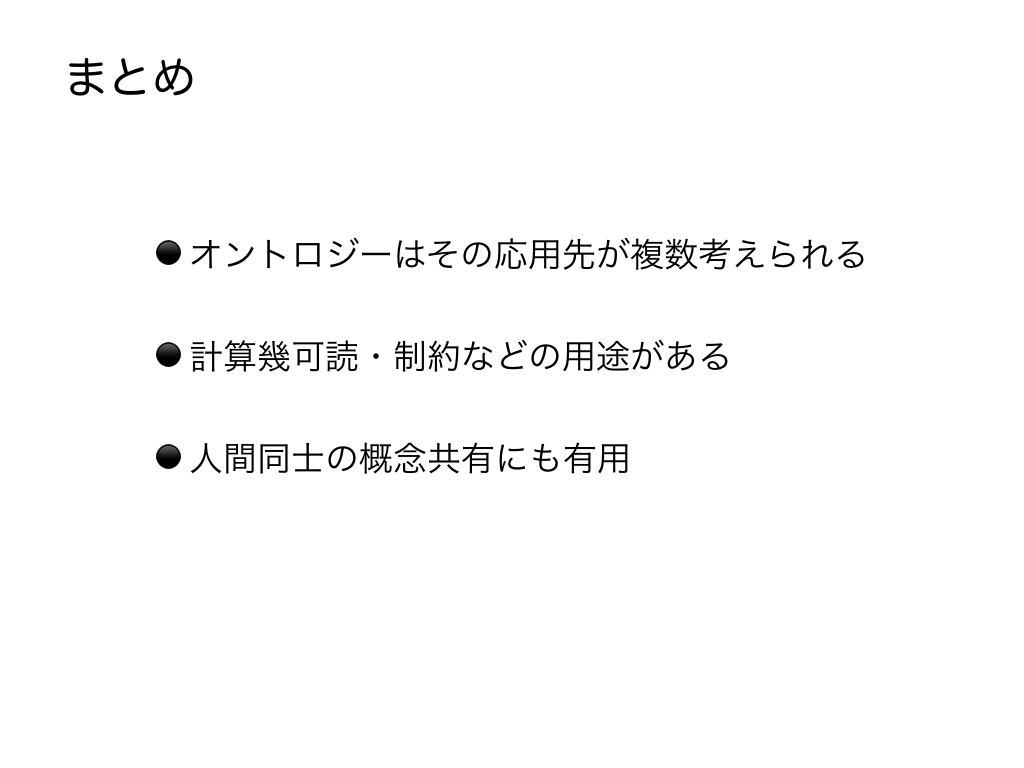 まとめ
● オントロジーはその応用先が複数考えられる
● 計算幾可読・制約などの用途がある
● 人間同士の概念共有にも有用